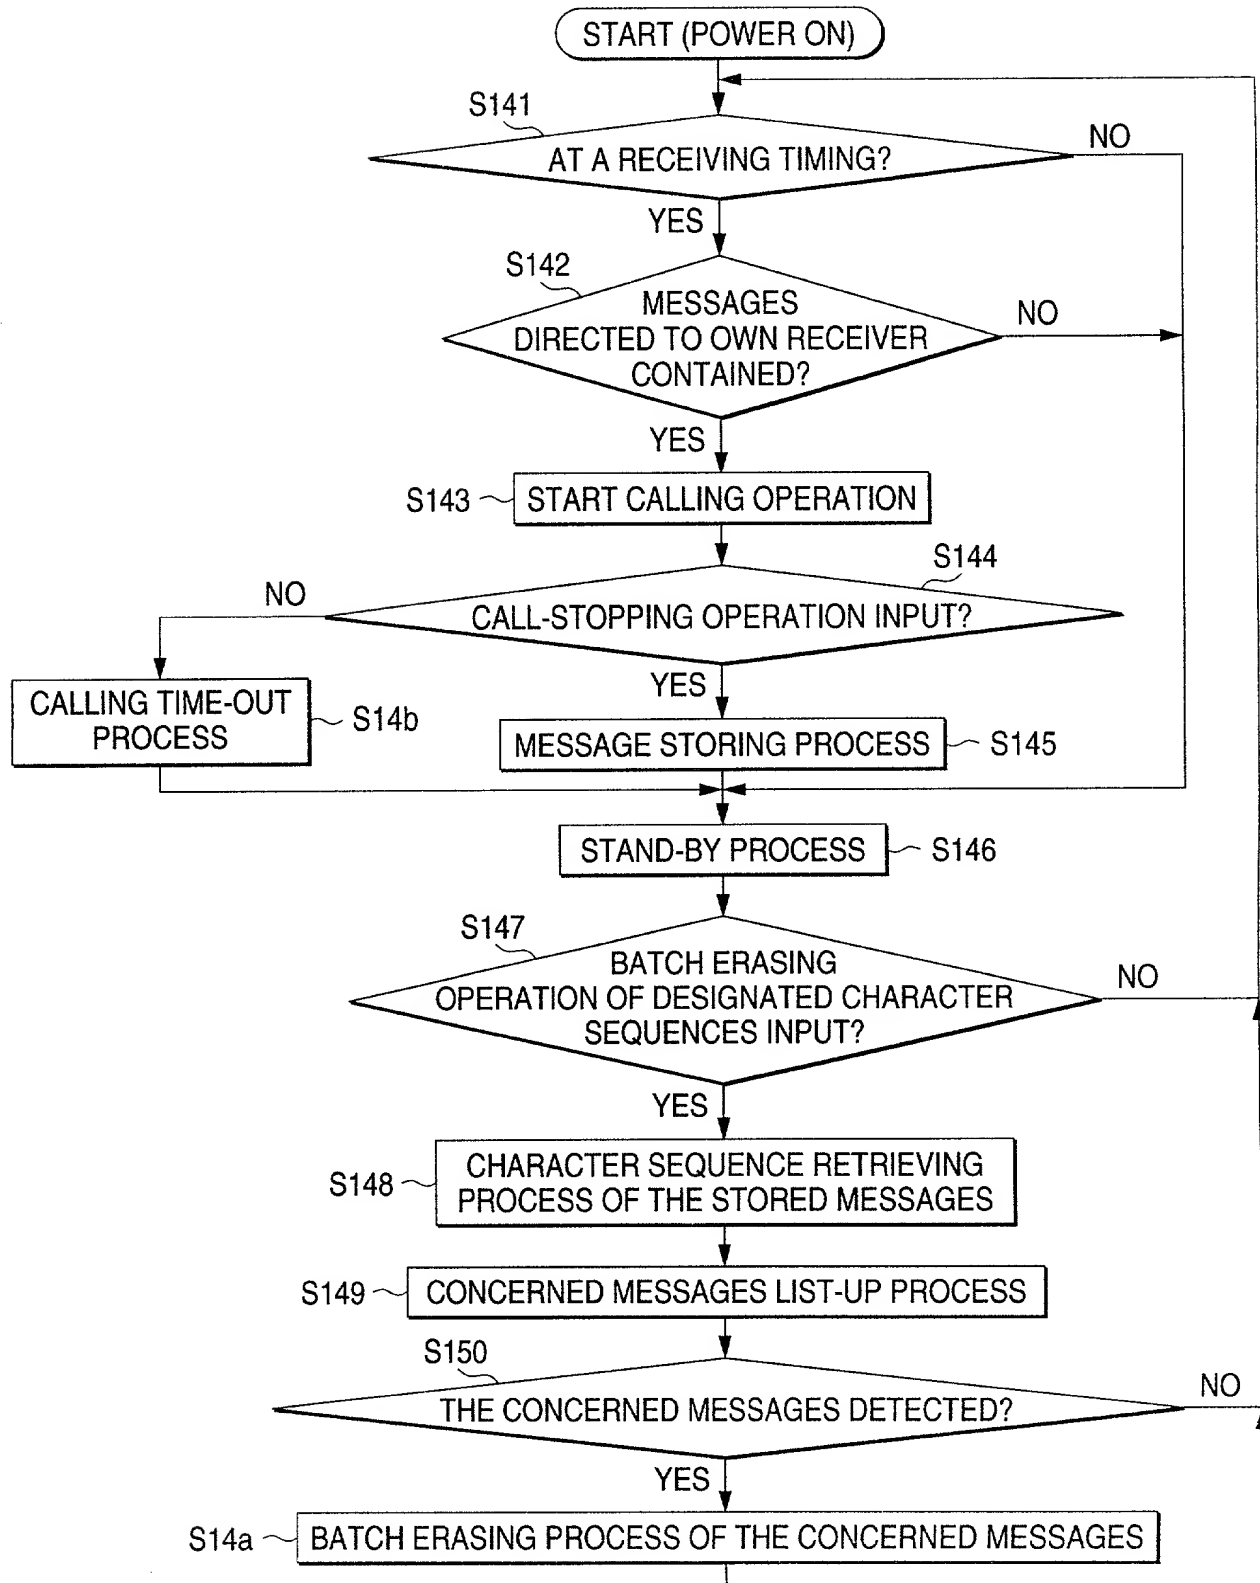 START (POWER ON)
S141
AT A RECEIVING TIMING?
NO
YES
S142
MESSAGES
DIRECTED TO OWN RECEIVER
CONTAINED?
NO
YES
S143
START CALLING OPERATION
S144
NO
CALL-STOPPING OPERATION INPUT?
YES
CALLING TIME-OUT
PROCESS
S14b
MESSAGE STORING PROCESS
S145
STAND-BY PROCESS
S146
S147
BATCH ERASING
OPERATION OF DESIGNATED CHARACTER
SEQUENCES INPUT?
NO
YES
S148
CHARACTER SEQUENCE RETRIEVING
PROCESS OF THE STORED MESSAGES
S149
CONCERNED MESSAGES LIST-UP PROCESS
S150
THE CONCERNED MESSAGES DETECTED?
NO
YES
S14a
BATCH ERASING PROCESS OF THE CONCERNED MESSAGES